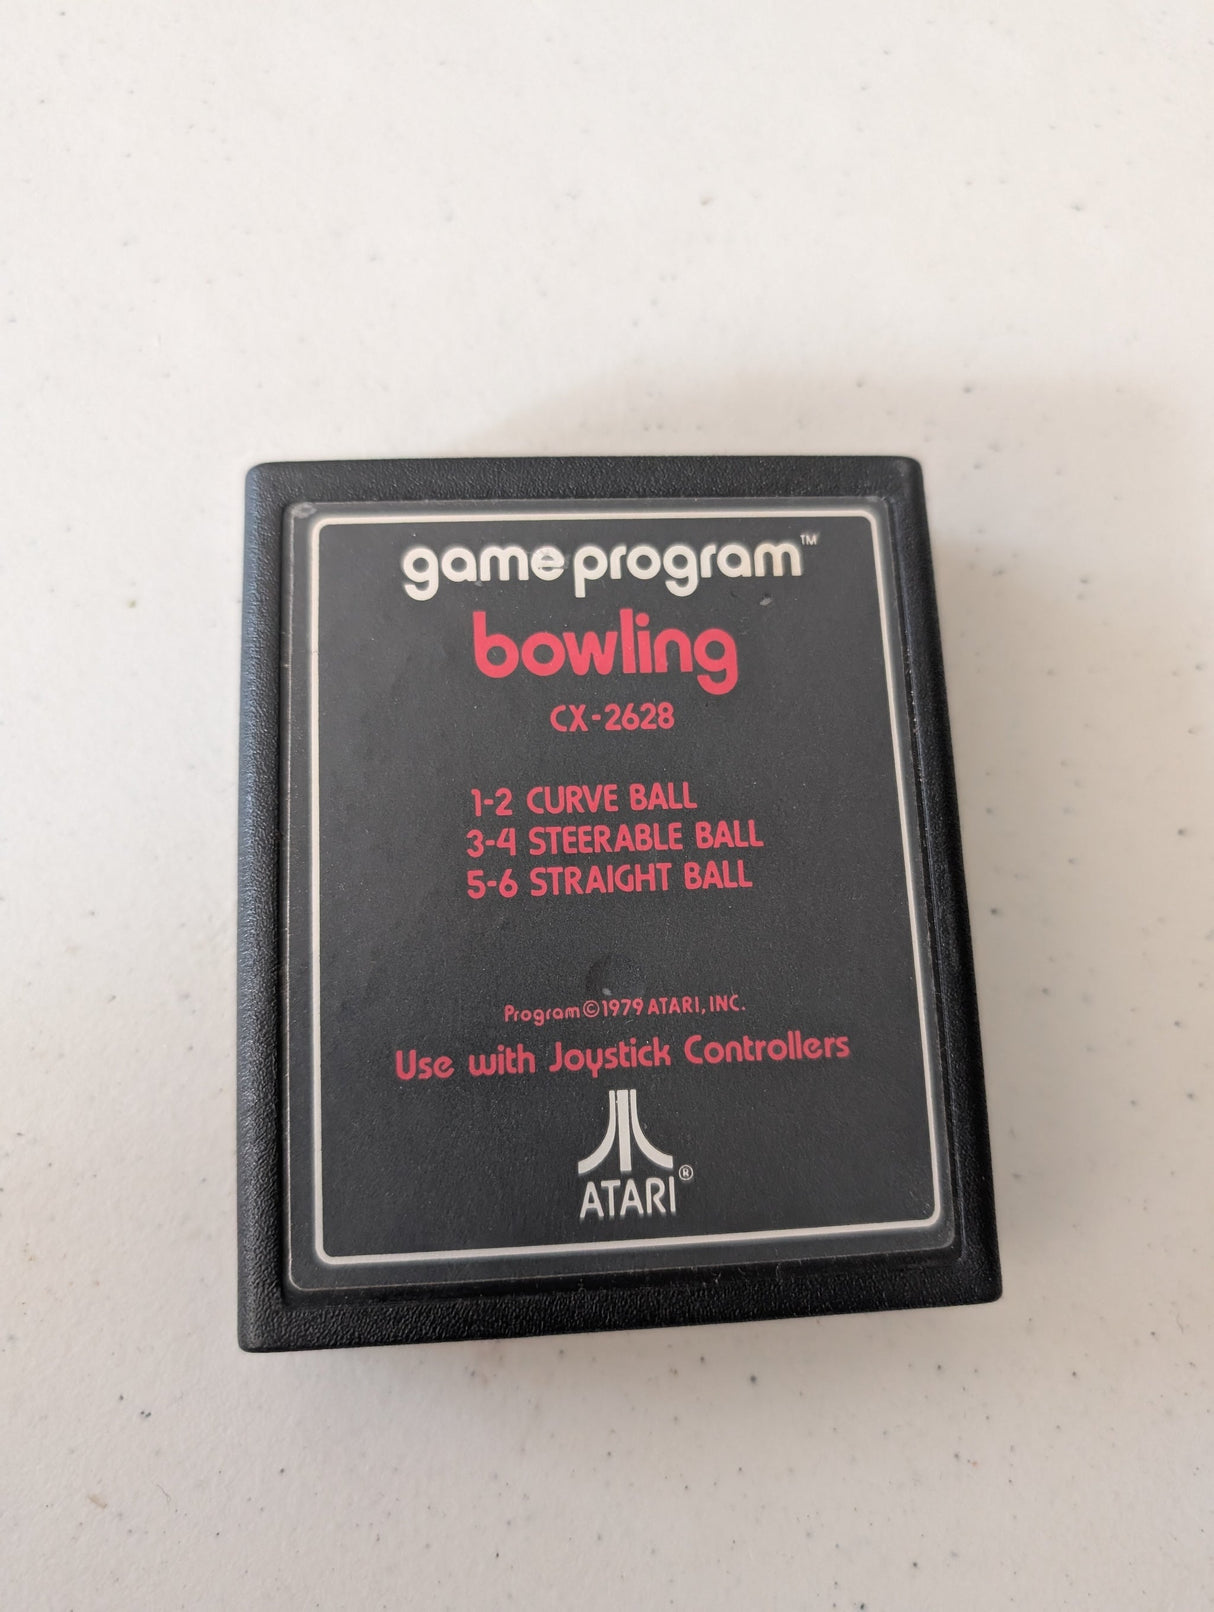 game program™
bowling
CX-2628
1-2 CURVE BALL
3-4 STEERABLE BALL
5-6 STRAIGHT BALL
Program © 1979 ATARI, INC.
Use with Joystick Controllers
ATARI®